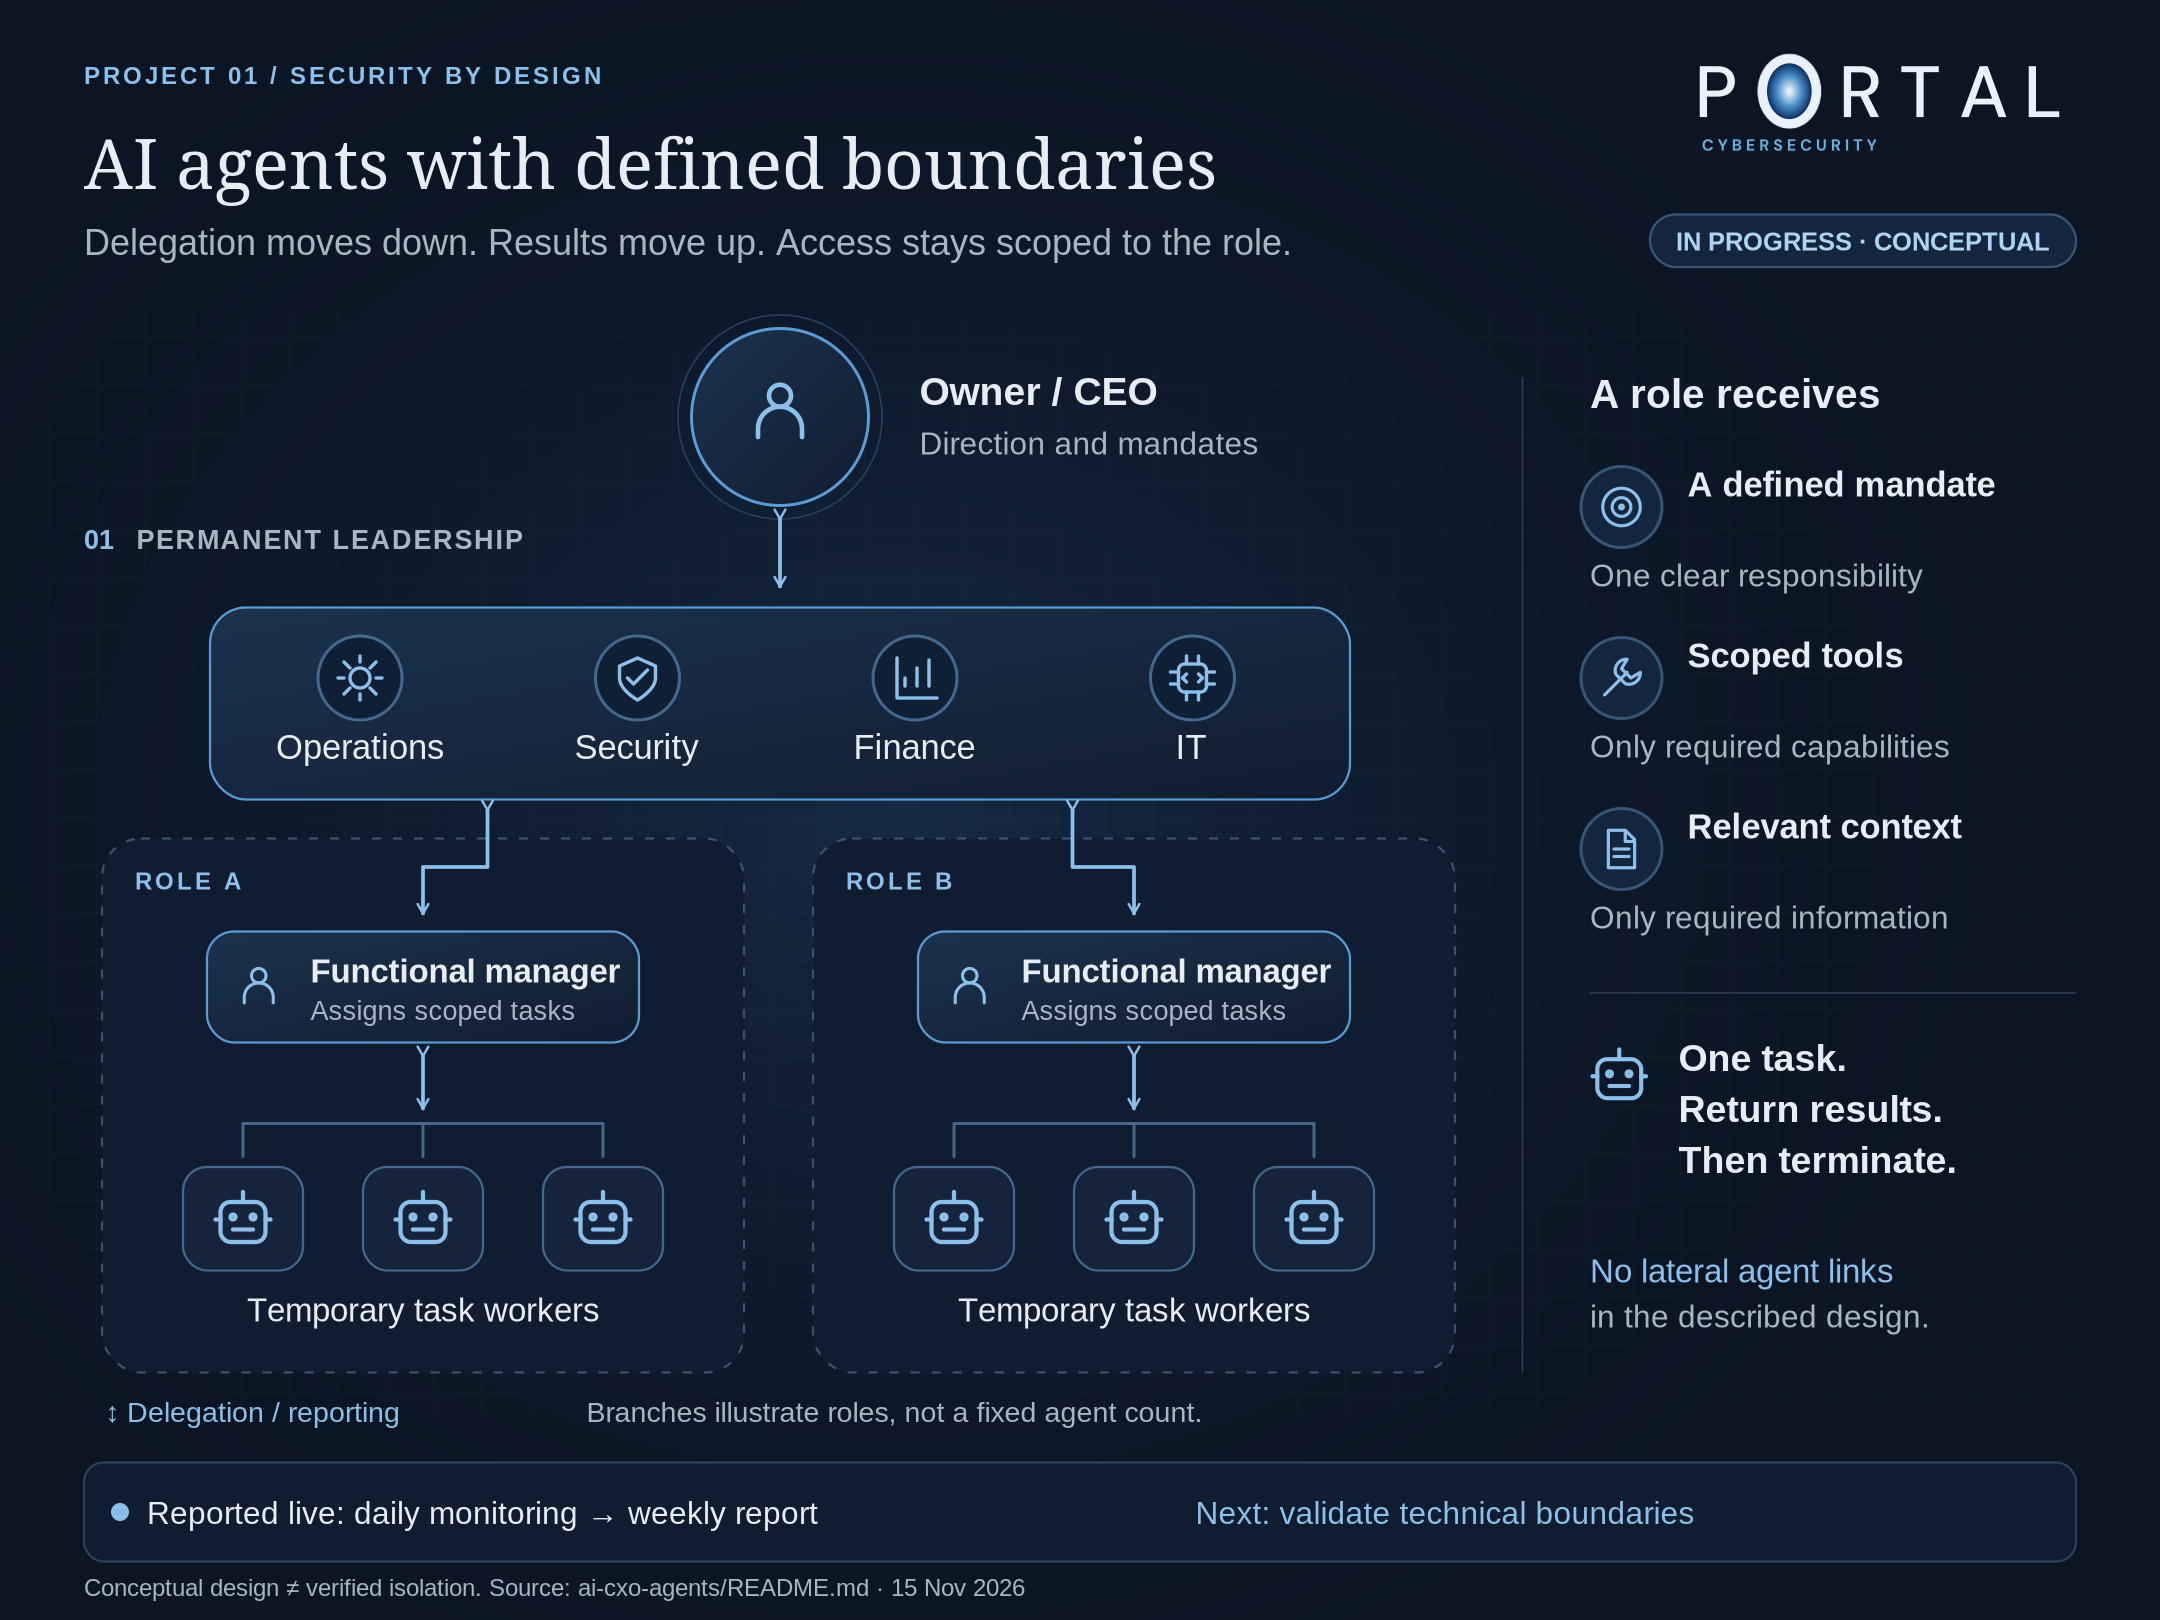 PROJECT 01 / SECURITY BY DESIGN
PORTAL
CYBERSECURITY
AI agents with defined boundaries
Delegation moves down. Results move up. Access stays scoped to the role.
IN PROGRESS · CONCEPTUAL
Owner / CEO
Direction and mandates
01 PERMANENT LEADERSHIP
Operations
Security
Finance
IT
ROLE A
Functional manager
Assigns scoped tasks
Temporary task workers
ROLE B
Functional manager
Assigns scoped tasks
Temporary task workers
↕ Delegation / reporting
Branches illustrate roles, not a fixed agent count.
A role receives
A defined mandate
One clear responsibility
Scoped tools
Only required capabilities
Relevant context
Only required information
One task.
Return results.
Then terminate.
No lateral agent links
in the described design.
Reported live: daily monitoring → weekly report
Next: validate technical boundaries
Conceptual design ≠ verified isolation. Source: ai-cxo-agents/README.md · 15 Nov 2026